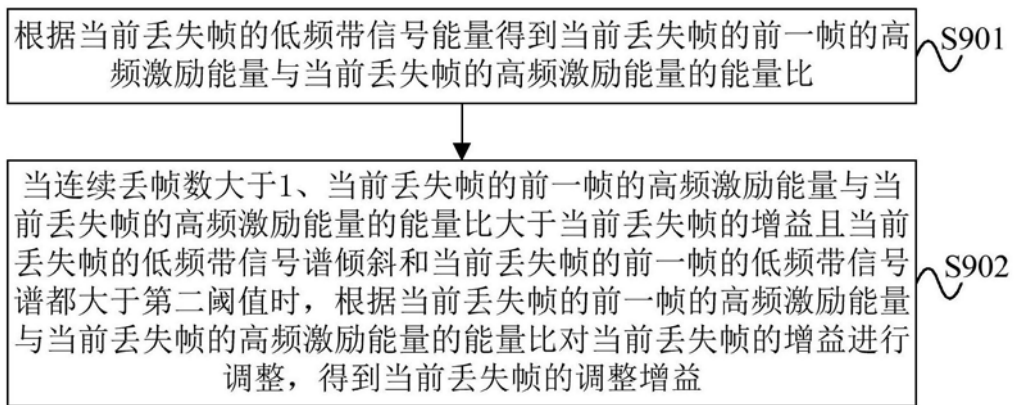 根据当前丢失帧的低频带信号能量得到当前丢失帧的前一帧的高
频激励能量与当前丢失帧的高频激励能量的能量比
S901
当连续丢帧数大于1、当前丢失帧的前一帧的高频激励能量与当
前丢失帧的高频激励能量的能量比大于当前丢失帧的增益且当前
丢失帧的低频带信号谱倾斜和当前丢失帧的前一帧的低频带信号
谱都大于第二阈值时，根据当前丢失帧的前一帧的高频激励能量
与当前丢失帧的高频激励能量的能量比对当前丢失帧的增益进行
调整，得到当前丢失帧的调整增益
S902